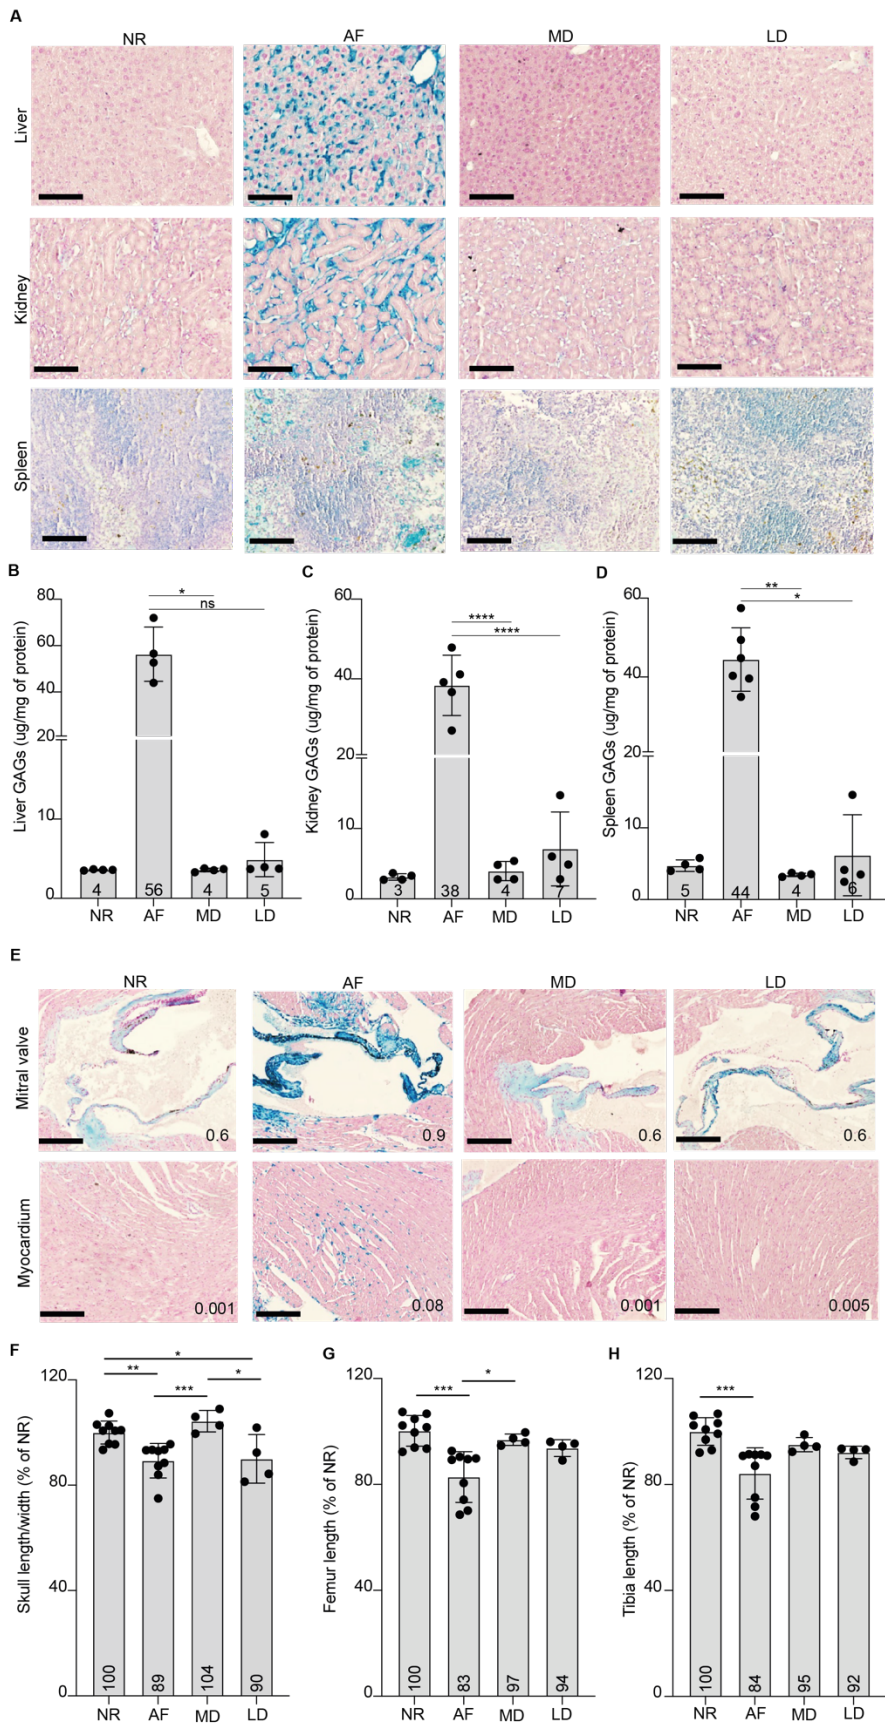 A
NR AF MD LD
Liver
Kidney
Spleen
B
Liver GAGs (ug/mg of protein)
80
60
40
20
10
0
*
ns
4 56 4 5
NR AF MD LD
C
Kidney GAGs (ug/mg of protein)
60
40
20
10
0
****
****
3 38 4 7
NR AF MD LD
D
Spleen GAGs (ug/mg of protein)
60
40
20
10
0
**
*
5 44 4 6
NR AF MD LD
E
NR AF MD LD
Mitral valve
0.6 0.9 0.6 0.6
Myocardium
0.001 0.08 0.001 0.005
F
Skull length/width (% of NR)
120
80
40
0
*
** *
***
100 89 104 90
NR AF MD LD
G
Femur length (% of NR)
120
80
40
0
*** *
100 83 97 94
NR AF MD LD
H
Tibia length (% of NR)
120
80
40
0
***
100 84 95 92
NR AF MD LD